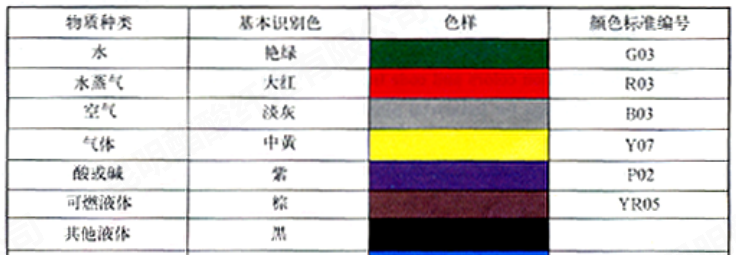 物质种类 基本识别色 色样 颜色标准编号
水 艳绿 G03
水蒸气 大红 R03
空气 淡灰 B03
气体 中黄 Y07
酸或碱 紫 P02
可燃液体 棕 YR05
其他液体 黑